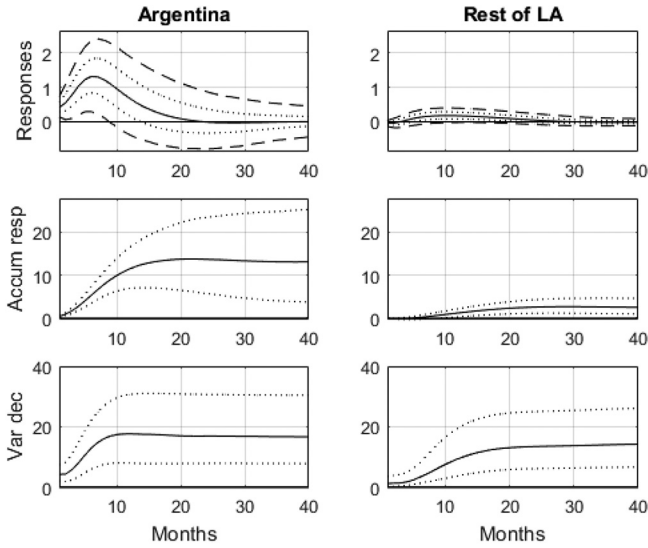 Argentina Rest of LA
Responses
2 2
1 1
0 0
10 20 30 40 10 20 30 40
Accum resp
20 20
10 10
0 0
10 20 30 40 10 20 30 40
Var dec
40 40
20 20
0 0
10 20 30 40 10 20 30 40
Months Months